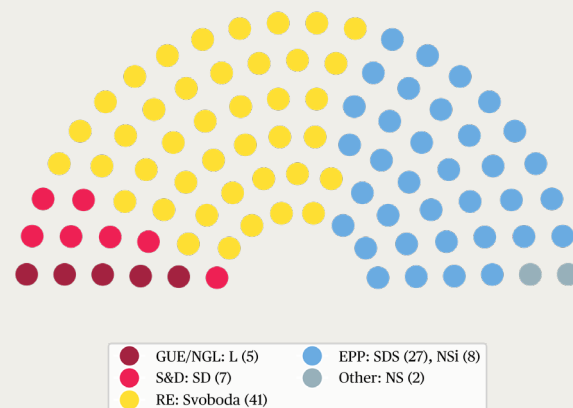 GUE/NGL: L (5)
S&D: SD (7)
RE: Svoboda (41)
EPP: SDS (27), NSi (8)
Other: NS (2)